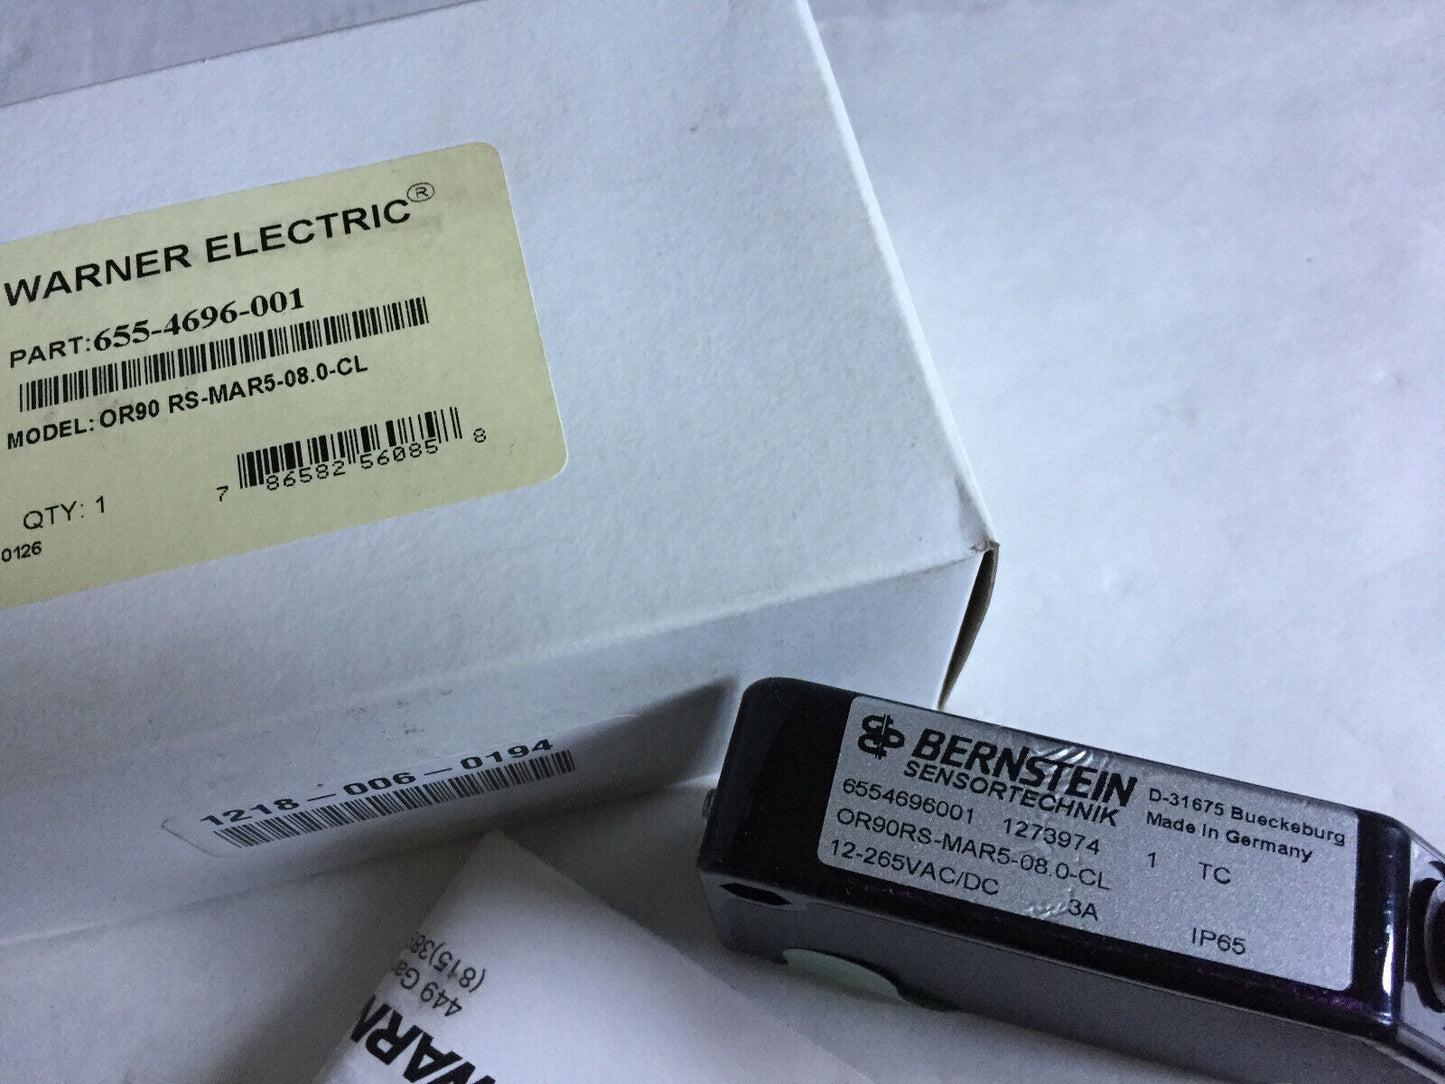 WARNER ELECTRIC®
PART:655-4696-001
MODEL: OR90 RS-MAR5-08.0-CL
7 86582 56085 8
QTY: 1
0126
1218-006-0194
BERNSTEIN
SENSORTECHNIK
D-31675 Bueckeburg
Made in Germany
6554696001 1273974 1 TC
OR90RS-MAR5-08.0-CL
12-265VAC/DC 3A IP65
449
(815)